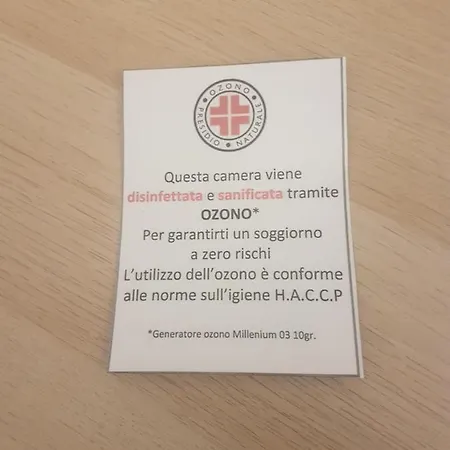 OZONO
PRESIDIO NATURALE
Questa camera viene
disinfettata e sanificata tramite
OZONO*
Per garantirti un soggiorno
a zero rischi
L'utilizzo dell'ozono è conforme
alle norme sull'igiene H.A.C.C.P
*Generatore ozono Millenium 03 10gr.